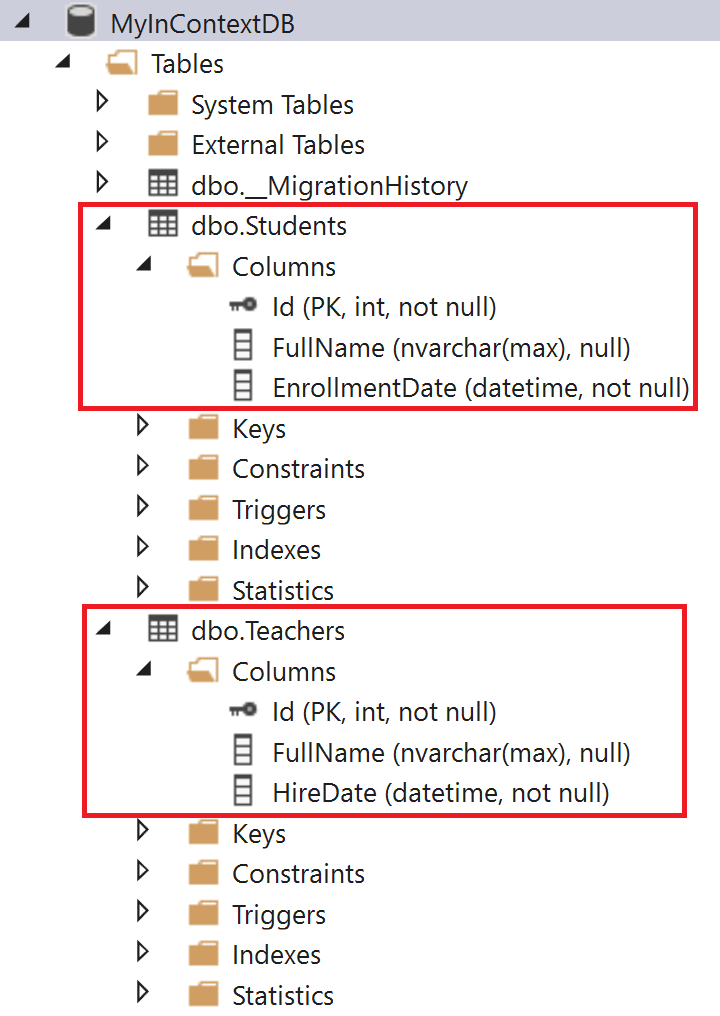 MyInContextDB
Tables
System Tables
External Tables
dbo.__MigrationHistory
dbo.Students
Columns
Id (PK, int, not null)
FullName (nvarchar(max), null)
EnrollmentDate (datetime, not null)
Keys
Constraints
Triggers
Indexes
Statistics
dbo.Teachers
Columns
Id (PK, int, not null)
FullName (nvarchar(max), null)
HireDate (datetime, not null)
Keys
Constraints
Triggers
Indexes
Statistics